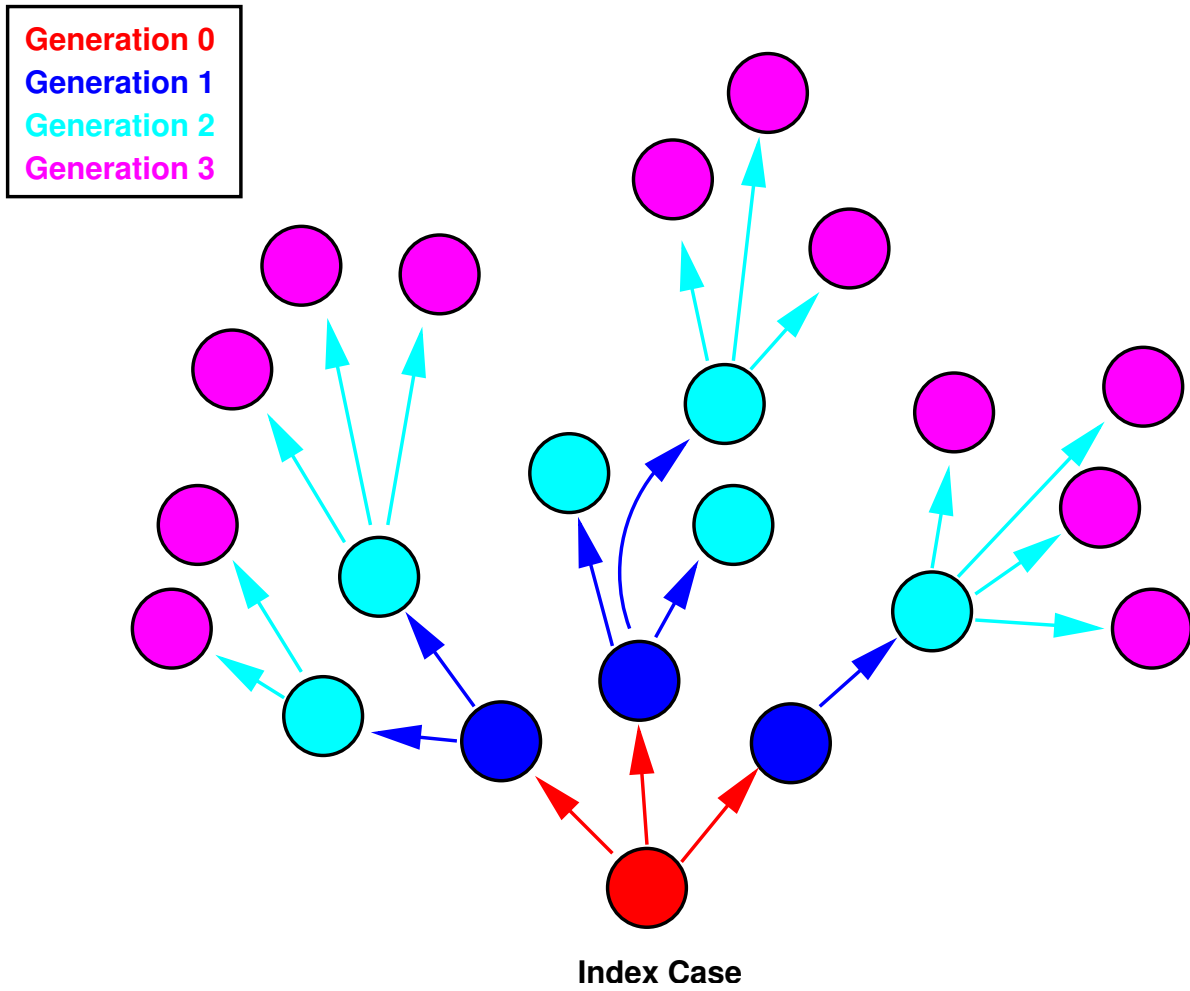 Generation 0
Generation 1
Generation 2
Generation 3
Index Case